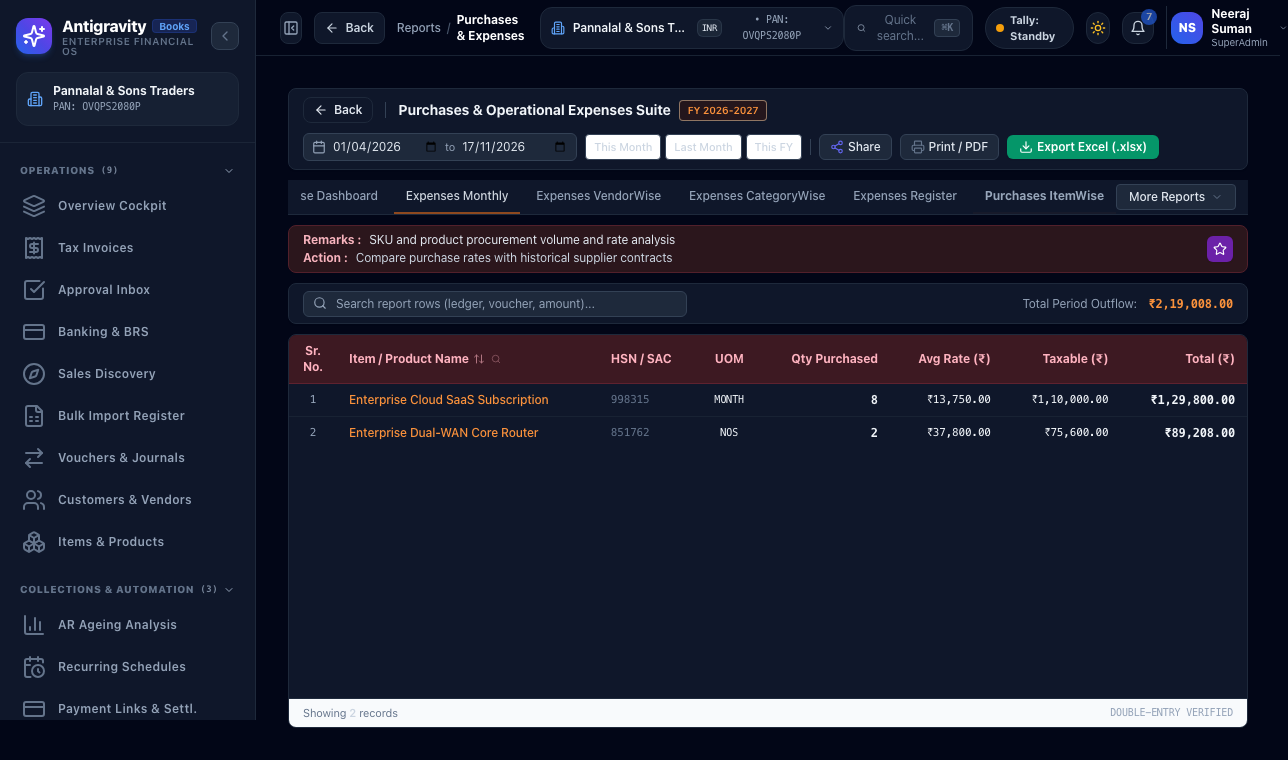 Antigravity Books
ENTERPRISE FINANCIAL OS
Pannalal & Sons Traders
PAN: OVQPS2080P
OPERATIONS (9)
Overview Cockpit
Tax Invoices
Approval Inbox
Banking & BRS
Sales Discovery
Bulk Import Register
Vouchers & Journals
Customers & Vendors
Items & Products
COLLECTIONS & AUTOMATION (3)
AR Ageing Analysis
Recurring Schedules
Payment Links & Settl.
Back
Reports / Purchases & Expenses
Pannalal & Sons T... INR • PAN: OVQPS2080P
Quick search... ⌘K
Tally: Standby
7
NS
Neeraj Suman
SuperAdmin
Back
Purchases & Operational Expenses Suite FY 2026-2027
01/04/2026 to 17/11/2026
This Month Last Month This FY
Share
Print / PDF
Export Excel (.xlsx)
se Dashboard Expenses Monthly Expenses VendorWise Expenses CategoryWise Expenses Register Purchases ItemWise More Reports
Remarks : SKU and product procurement volume and rate analysis
Action : Compare purchase rates with historical supplier contracts
Search report rows (ledger, voucher, amount)...
Total Period Outflow: ₹2,19,008.00
Sr. No. Item / Product Name HSN / SAC UOM Qty Purchased Avg Rate (₹) Taxable (₹) Total (₹)
1 Enterprise Cloud SaaS Subscription 998315 MONTH 8 ₹13,750.00 ₹1,10,000.00 ₹1,29,800.00
2 Enterprise Dual-WAN Core Router 851762 NOS 2 ₹37,800.00 ₹75,600.00 ₹89,208.00
Showing 2 records
DOUBLE-ENTRY VERIFIED